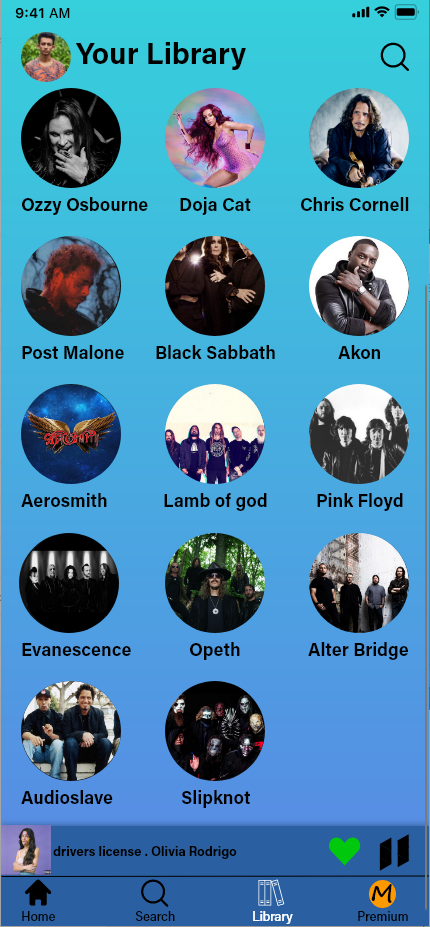 9:41 AM
Your Library
Ozzy Osbourne Doja Cat Chris Cornell
Post Malone Black Sabbath Akon
AEROSMITH
Aerosmith Lamb of god Pink Floyd
Evanescence Opeth Alter Bridge
Audioslave Slipknot
drivers license . Olivia Rodrigo
M
Home Search Library Premium